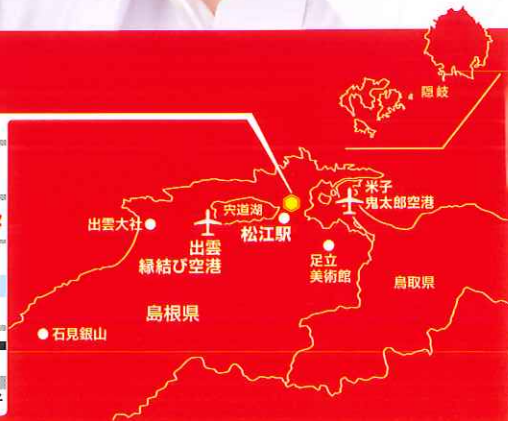 隠岐
米子
鬼太郎空港
宍道湖
出雲大社
松江駅
出雲
縁結び空港
足立
美術館
鳥取県
島根県
石見銀山